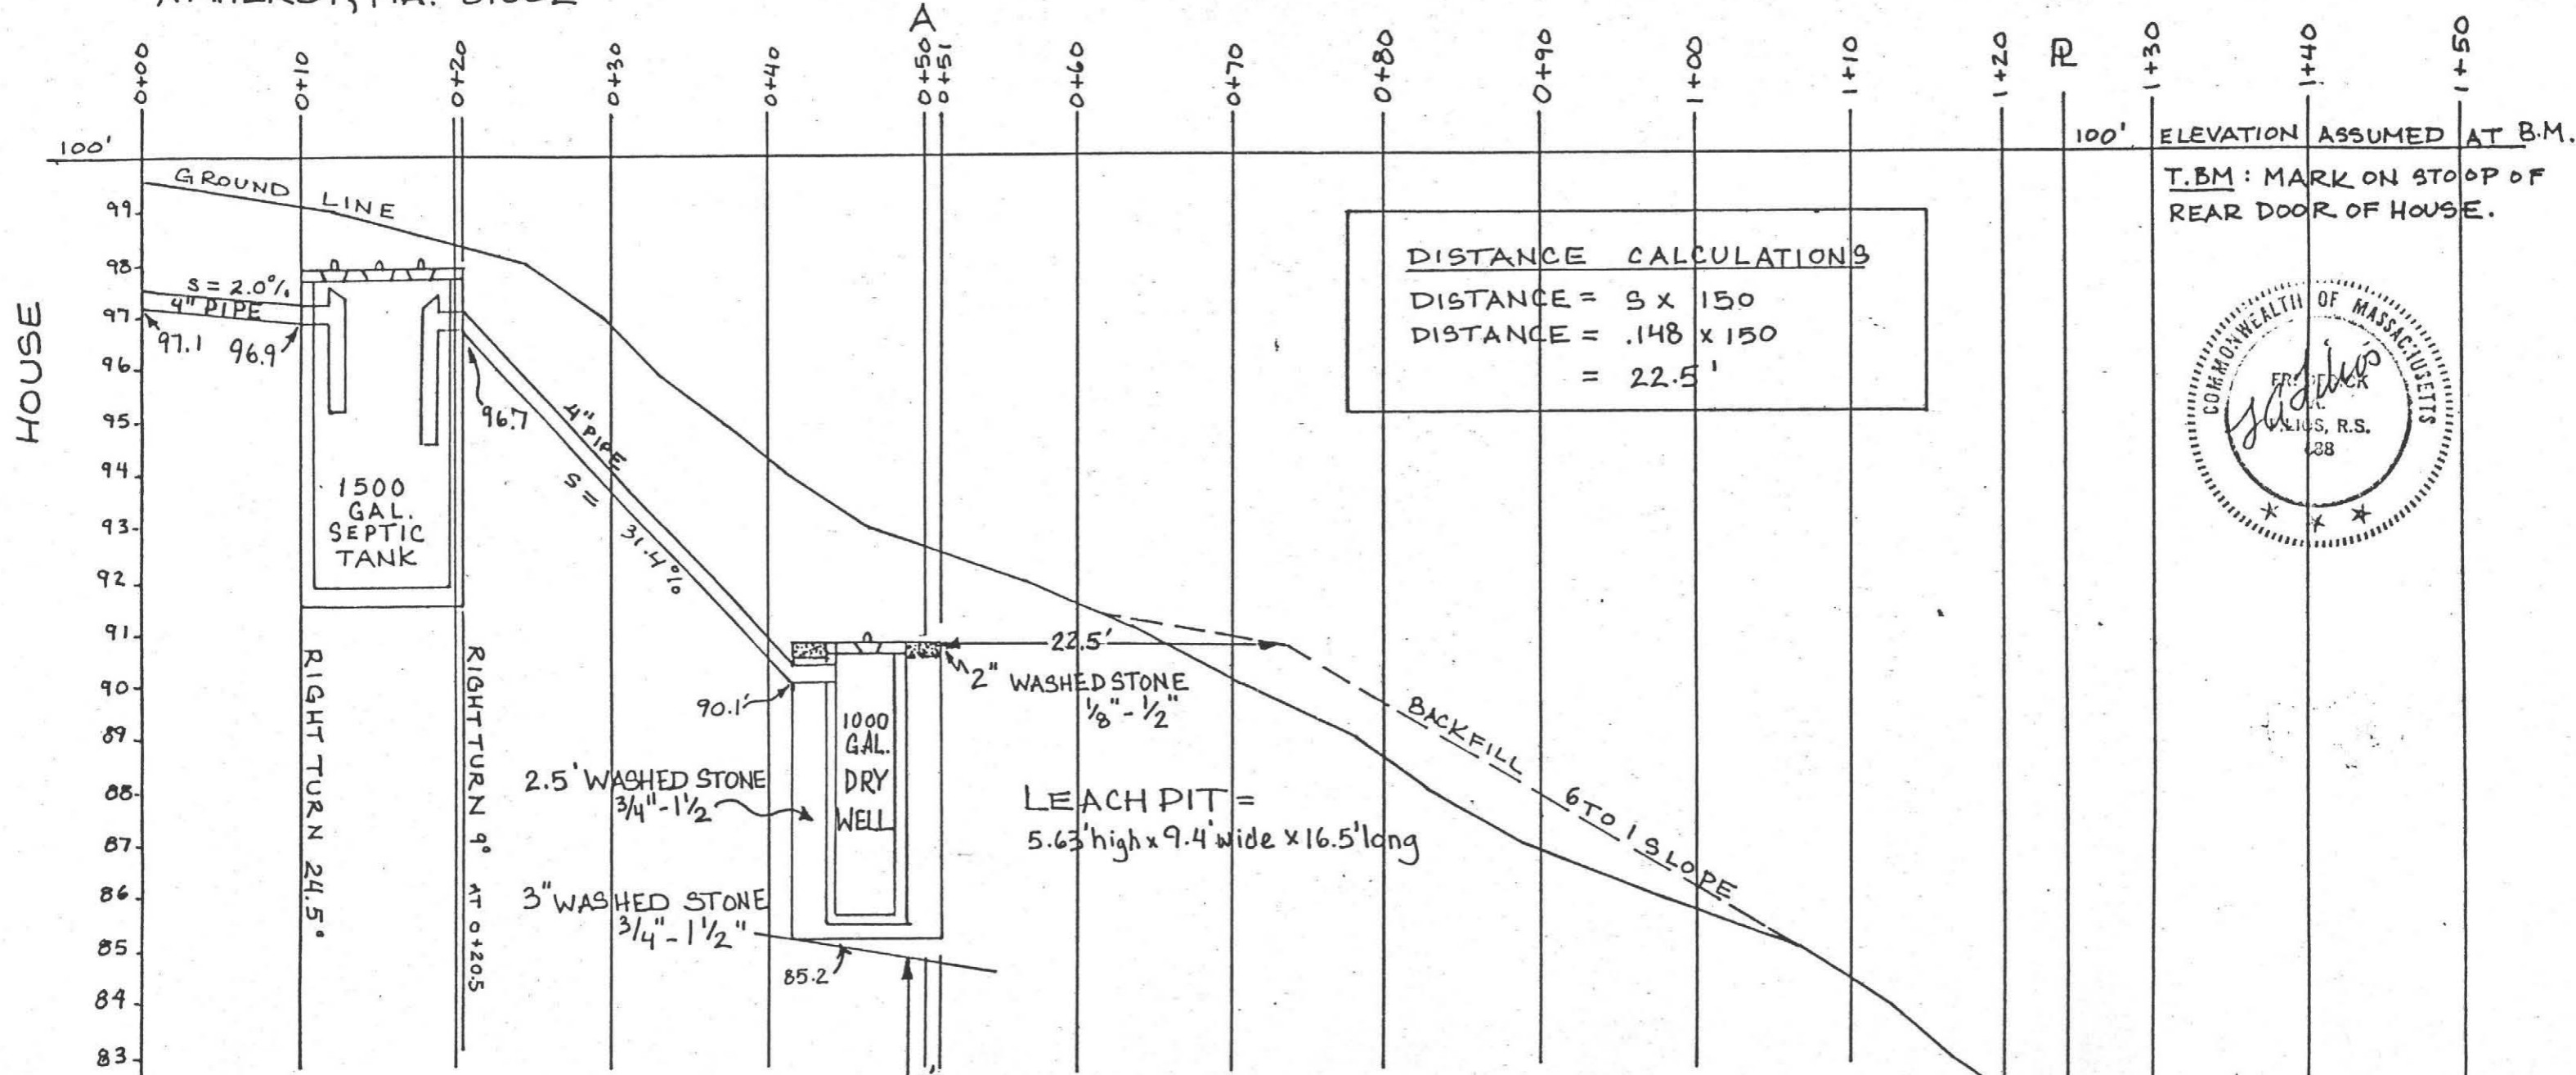 A
0+00
0+10
0+20
0+30
0+40
0+50
0+51
0+60
0+70
0+80
0+90
1+00
1+10
1+20
PL
1+30
1+40
1+50
100'
100' ELEVATION ASSUMED AT B.M.
T.BM: MARK ON STOOP OF
REAR DOOR OF HOUSE.
GROUND LINE
HOUSE
99
98
97
96
95
94
93
92
91
90
89
88
87
86
85
84
83
S = 2.0%
4" PIPE
97.1
96.9
96.7
1500
GAL.
SEPTIC
TANK
4" PIPE
S = 31.4%
RIGHT TURN 24.5°
RIGHT TURN 9° AT 0+20.5
DISTANCE CALCULATIONS
DISTANCE = S x 150
DISTANCE = .148 x 150
= 22.5'
COMMONWEALTH OF MASSACHUSETTS
R.S.
22.5'
2" WASHED STONE
1/8" - 1/2"
90.1'
1000
GAL.
DRY
WELL
2.5' WASHED STONE
3/4" - 1 1/2
3" WASHED STONE
3/4" - 1 1/2"
85.2
LEACH PIT =
5.63' high x 9.4' wide x 16.5' long
BACKFILL 6 TO 1 SLOPE